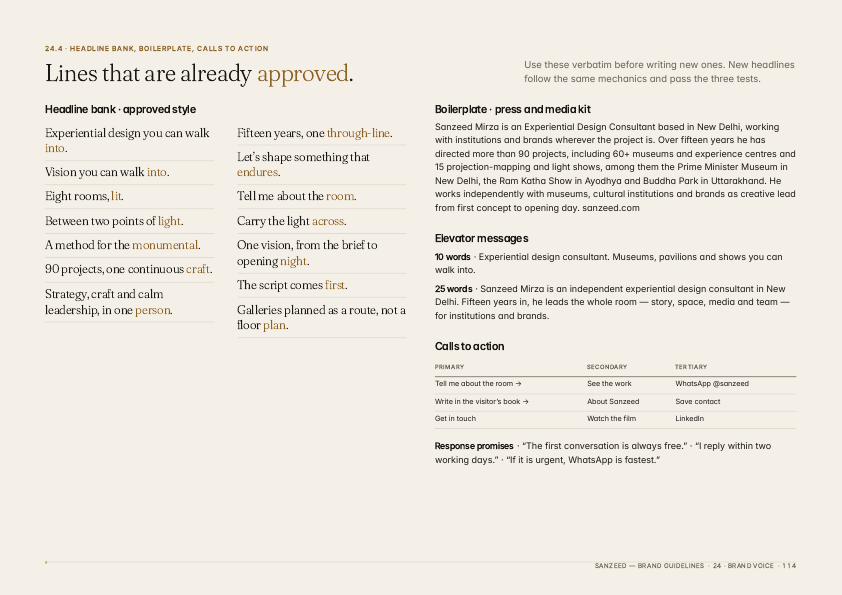 24.4 · HEADLINE BANK, BOILERPLATE, CALLS TO ACTION
Lines that are already approved.
Use these verbatim before writing new ones. New headlines
follow the same mechanics and pass the three tests.
Headline bank · approved style
Experiential design you can walk
into.
Vision you can walk into.
Eight rooms, lit.
Between two points of light.
A method for the monumental.
90 projects, one continuous craft.
Strategy, craft and calm
leadership, in one person.
Fifteen years, one through-line.
Let’s shape something that
endures.
Tell me about the room.
Carry the light across.
One vision, from the brief to
opening night.
The script comes first.
Galleries planned as a route, not a
floor plan.
Boilerplate · press and media kit
Sanzeed Mirza is an Experiential Design Consultant based in New Delhi, working
with institutions and brands wherever the project is. Over fifteen years he has
directed more than 90 projects, including 60+ museums and experience centres and
15 projection-mapping and light shows, among them the Prime Minister Museum in
New Delhi, the Ram Katha Show in Ayodhya and Buddha Park in Uttarakhand. He
works independently with museums, cultural institutions and brands as creative lead
from first concept to opening day. sanzeed.com
Elevator messages
10 words · Experiential design consultant. Museums, pavilions and shows you can
walk into.
25 words · Sanzeed Mirza is an independent experiential design consultant in New
Delhi. Fifteen years in, he leads the whole room — story, space, media and team —
for institutions and brands.
Calls to action
PRIMARY SECONDARY TERTIARY
Tell me about the room → See the work WhatsApp @sanzeed
Write in the visitor’s book → About Sanzeed Save contact
Get in touch Watch the film LinkedIn
Response promises · “The first conversation is always free.” · “I reply within two
working days.” · “If it is urgent, WhatsApp is fastest.”
SANZEED — BRAND GUIDELINES · 24 · BRAND VOICE · 114